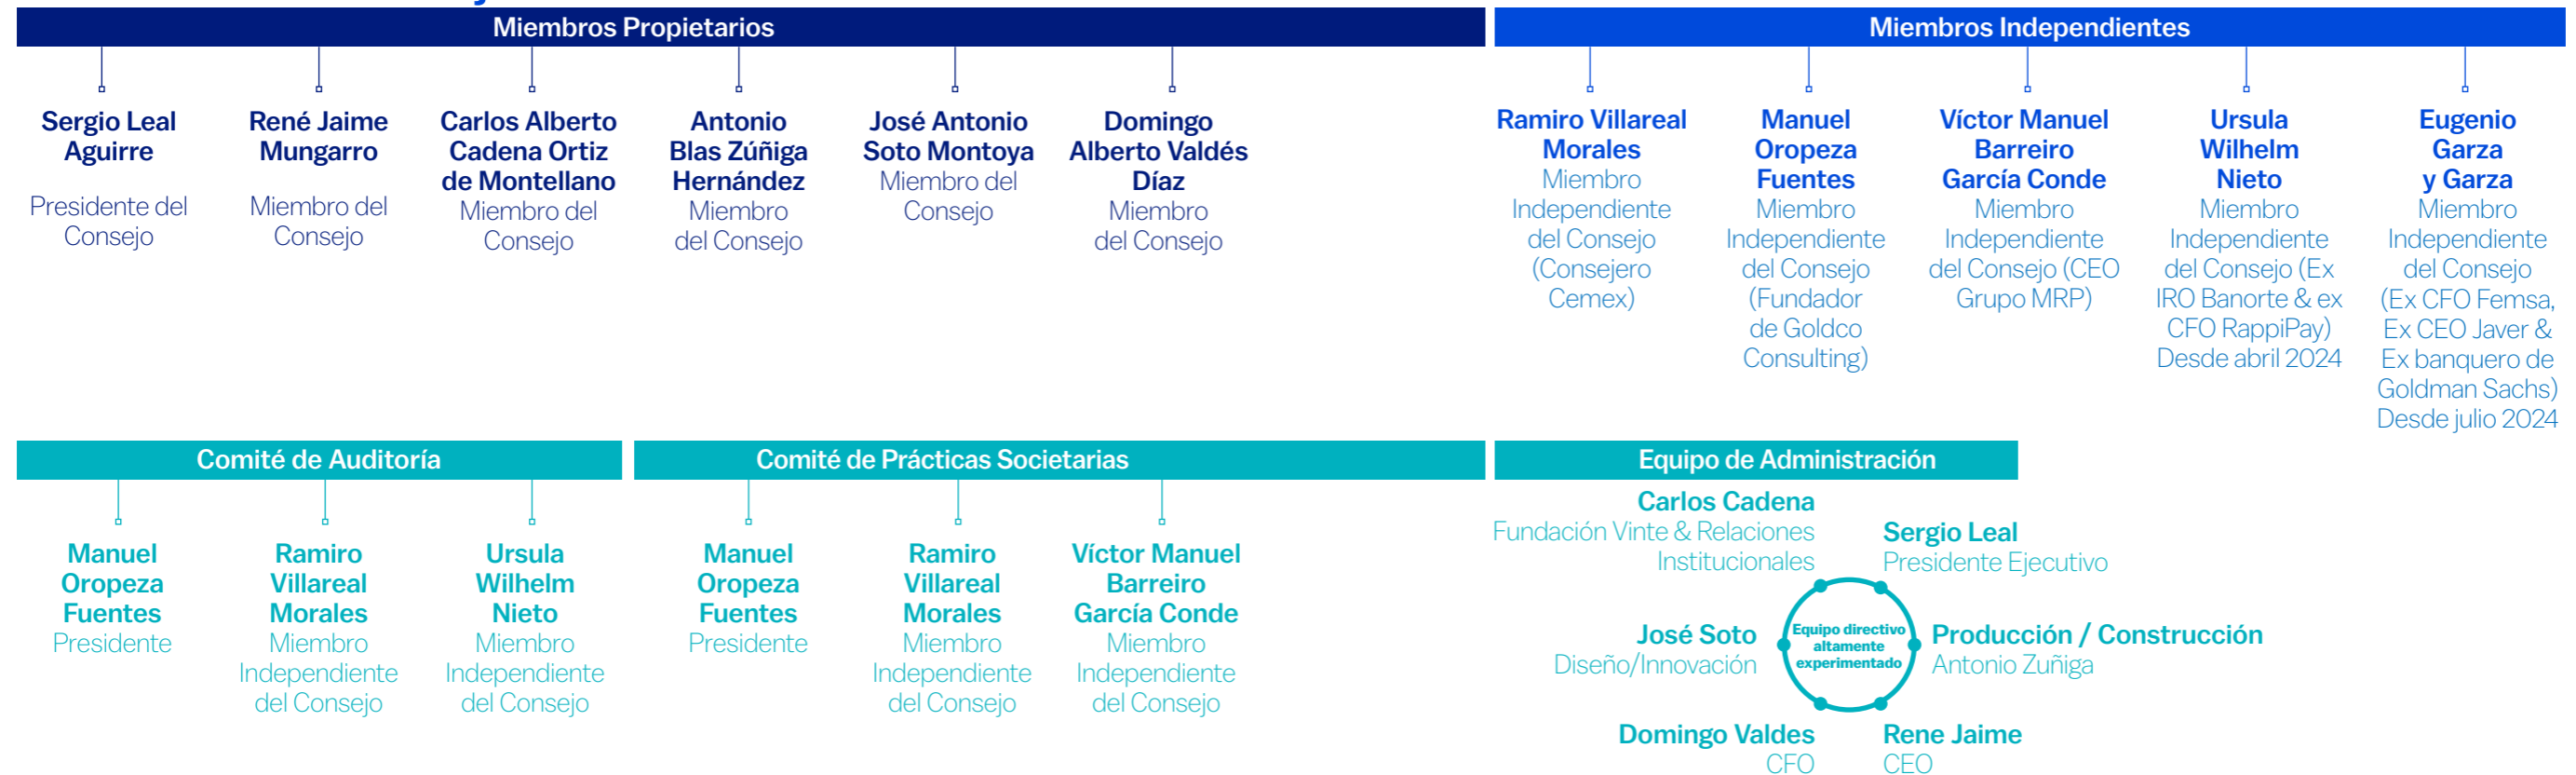 Miembros Propietarios
Sergio Leal
Aguirre
Presidente del
Consejo
René Jaime
Mungarro
Miembro del
Consejo
Carlos Alberto
Cadena Ortiz
de Montellano
Miembro del
Consejo
Antonio
Blas Zúñiga
Hernández
Miembro
del Consejo
José Antonio
Soto Montoya
Miembro del
Consejo
Domingo
Alberto Valdés
Díaz
Miembro
del Consejo
Miembros Independientes
Ramiro Villareal
Morales
Miembro
Independiente
del Consejo
(Consejero
Cemex)
Manuel
Oropeza
Fuentes
Miembro
Independiente
del Consejo
(Fundador
de Goldco
Consulting)
Víctor Manuel
Barreiro
García Conde
Miembro
Independiente
del Consejo (CEO
Grupo MRP)
Ursula
Wilhelm
Nieto
Miembro
Independiente
del Consejo (Ex
IRO Banorte & ex
CFO RappiPay)
Desde abril 2024
Eugenio
Garza
y Garza
Miembro
Independiente
del Consejo
(Ex CFO Femsa,
Ex CEO Javer &
Ex banquero de
Goldman Sachs)
Desde julio 2024
Comité de Auditoría
Manuel
Oropeza
Fuentes
Presidente
Ramiro
Villareal
Morales
Miembro
Independiente
del Consejo
Ursula
Wilhelm
Nieto
Miembro
Independiente
del Consejo
Comité de Prácticas Societarias
Manuel
Oropeza
Fuentes
Presidente
Ramiro
Villareal
Morales
Miembro
Independiente
del Consejo
Víctor Manuel
Barreiro
García Conde
Miembro
Independiente
del Consejo
Equipo de Administración
Carlos Cadena
Fundación Vinte & Relaciones
Institucionales
Sergio Leal
Presidente Ejecutivo
José Soto
Diseño/Innovación
Equipo directivo
altamente
experimentado
Producción / Construcción
Antonio Zuñiga
Domingo Valdes
CFO
Rene Jaime
CEO